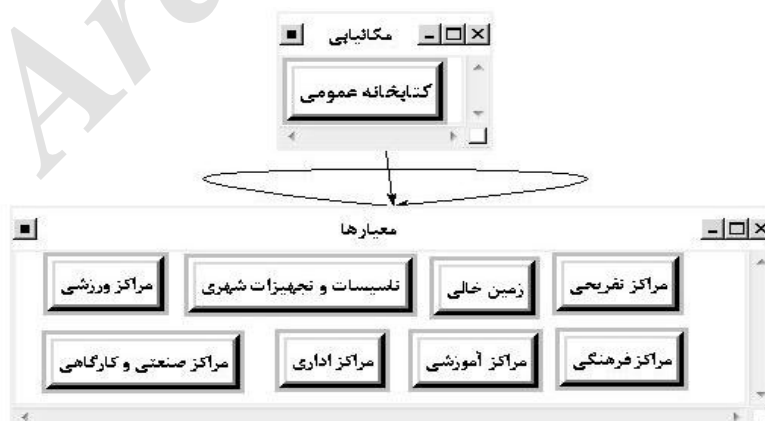 مکانیابی
کتابخانه عمومی
معیارها
مراکز تفریحی
زمین خالی
تاسیسات و تجهیزات شهری
مراکز ورزشی
مراکز فرهنگی
مراکز آموزشی
مراکز اداری
مراکز صنعتی و کارگاهی